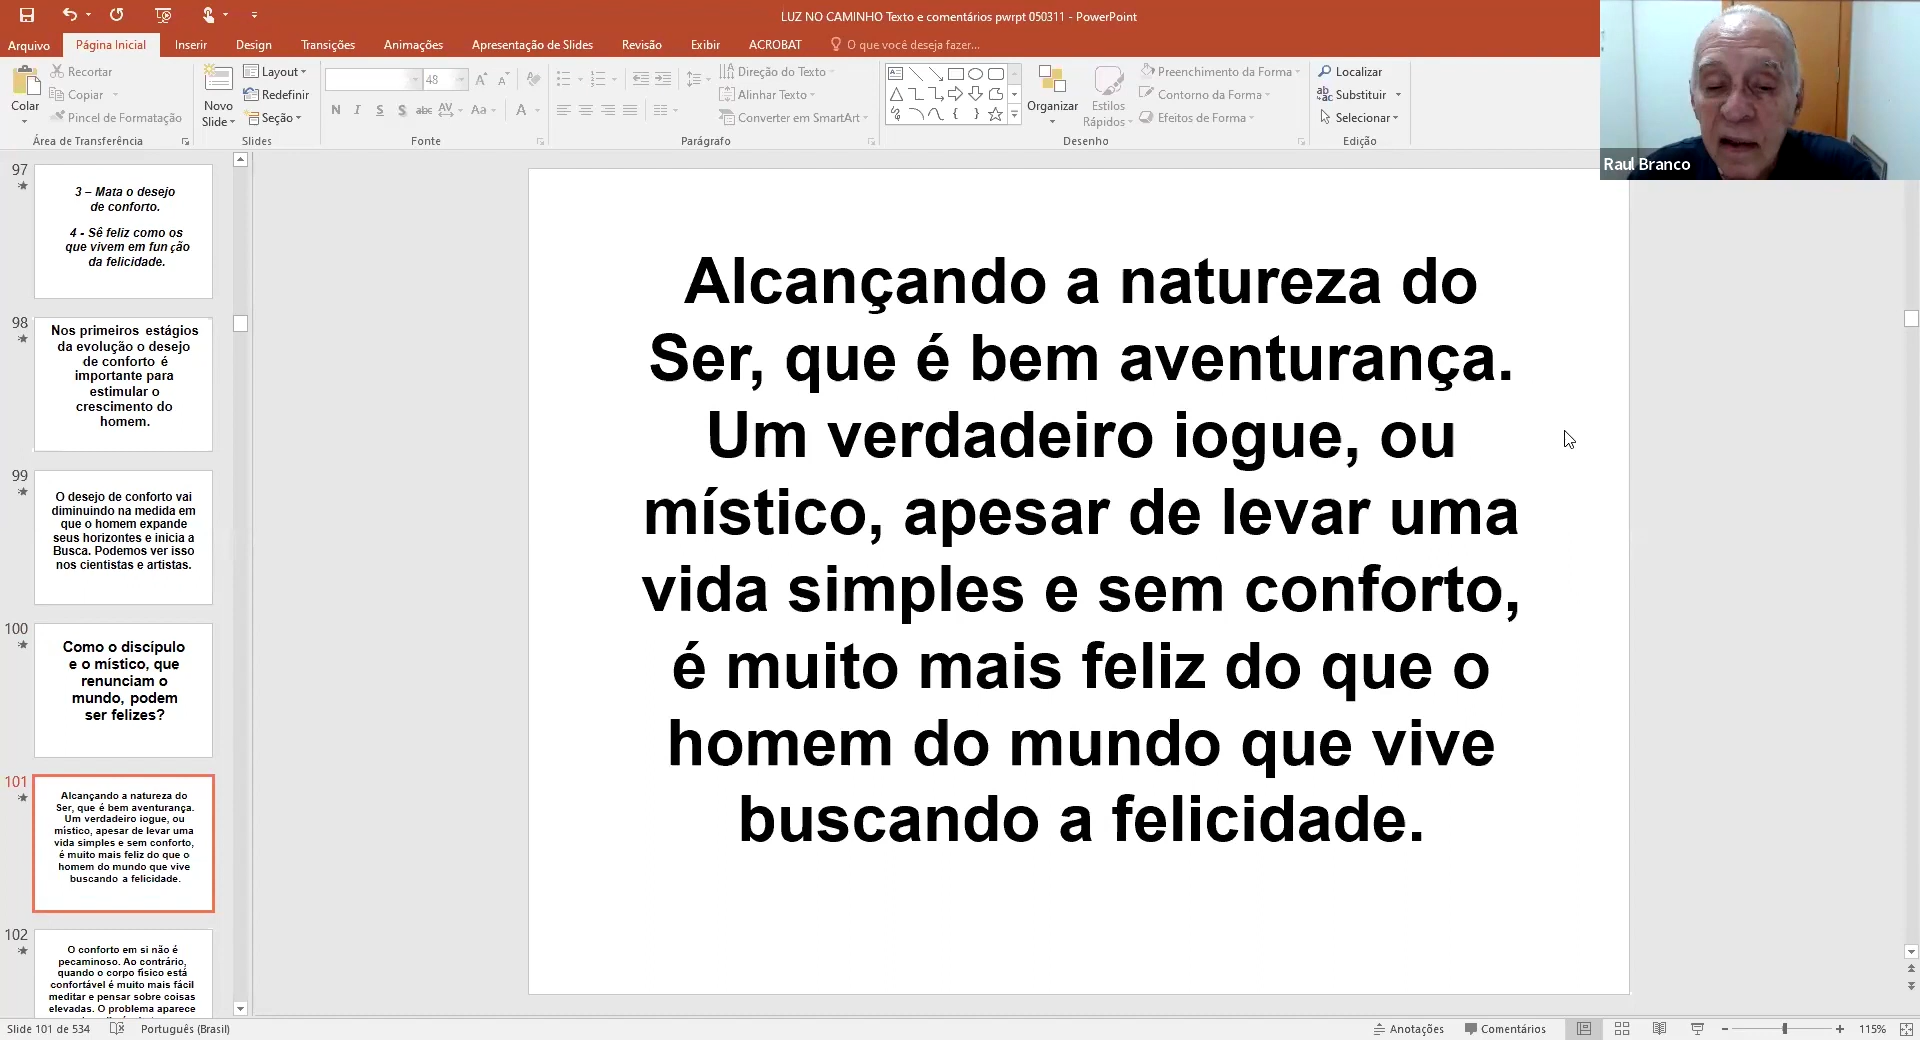 LUZ NO CAMINHO Texto e comentários pwrpt 050311 - PowerPoint
Arquivo
Página Inicial
Inserir
Design
Transições
Animações
Apresentação de Slides
Revisão
Exibir
ACROBAT
O que você deseja fazer...
Colar
Recortar
Copiar
Pincel de Formatação
Área de Transferência
Novo
Slide
Layout
Redefinir
Seção
Slides
48
N I S S abc AV Aa A
Fonte
Parágrafo
Direção do Texto
Alinhar Texto
Converter em SmartArt
Organizar
Estilos
Rápidos
Preenchimento da Forma
Contorno da Forma
Efeitos de Forma
Desenho
Localizar
Substituir
Selecionar
Edição
Raul Branco
97
3 – Mata o desejo
de conforto.
4 - Sê feliz como os
que vivem em fun ção
da felicidade.
98
Nos primeiros estágios
da evolução o desejo
de conforto é
importante para
estimular o
crescimento do
homem.
99
O desejo de conforto vai
diminuindo na medida em
que o homem expande
seus horizontes e inicia a
Busca. Podemos ver isso
nos cientistas e artistas.
100
Como o discípulo
e o místico, que
renunciam o
mundo, podem
ser felizes?
101
Alcançando a natureza do
Ser, que é bem aventurança.
Um verdadeiro iogue, ou
místico, apesar de levar uma
vida simples e sem conforto,
é muito mais feliz do que o
homem do mundo que vive
buscando a felicidade.
102
O conforto em si não é
pecaminoso. Ao contrário,
quando o corpo físico está
confortável é muito mais fácil
meditar e pensar sobre coisas
elevadas. O problema aparece
Alcançando a natureza do
Ser, que é bem aventurança.
Um verdadeiro iogue, ou
místico, apesar de levar uma
vida simples e sem conforto,
é muito mais feliz do que o
homem do mundo que vive
buscando a felicidade.
Slide 101 de 534
Português (Brasil)
Anotações
Comentários
115%